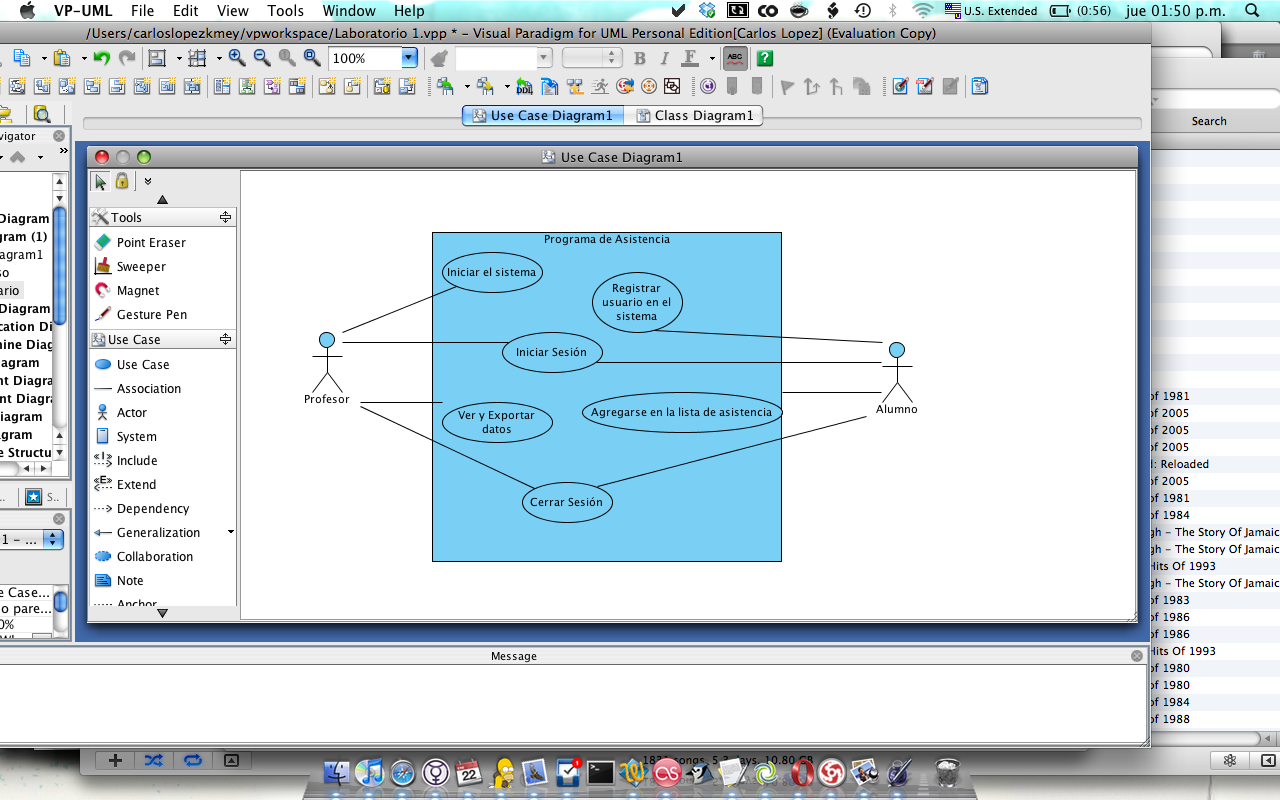 VP-UML File Edit View Tools Window Help
U.S. Extended (0:56) jue 01:50 p.m.
/Users/carloslopezkmey/vpworkspace/Laboratorio 1.vpp * - Visual Paradigm for UML Personal Edition[Carlos Lopez] (Evaluation Copy)
100%
B I F ABC ?
DDL
Use Case Diagram1 Class Diagram1
Search
vigator
Use Case Diagram1
Diagram
gram (1)
agram1
so
ario
Diagram
cation Di
hine Diag
agram
nt Diagra
nt Diagra
iagram
gram
e Structu
S..
1 - ...
e Case...
o pare...
0%
Tools
Point Eraser
Sweeper
Magnet
Gesture Pen
Use Case
Use Case
Association
Actor
System
Include
Extend
Dependency
Generalization
Collaboration
Note
Anchor
Programa de Asistencia
Iniciar el sistema
Registrar
usuario en el
sistema
Iniciar Sesión
Profesor
Alumno
Ver y Exportar
datos
Agregarse en la lista de asistencia
Cerrar Sesión
of 1981
of 2005
of 2005
of 2005
d: Reloaded
of 2005
of 1981
of 1984
gh - The Story Of Jamaic
gh - The Story Of Jamaic
Hits Of 1993
gh - The Story Of Jamaic
of 1983
of 1986
of 1986
Hits Of 1993
of 1980
of 1980
of 1984
of 1988
Message
songs, 5.3 days, 10.80 GB
22
1